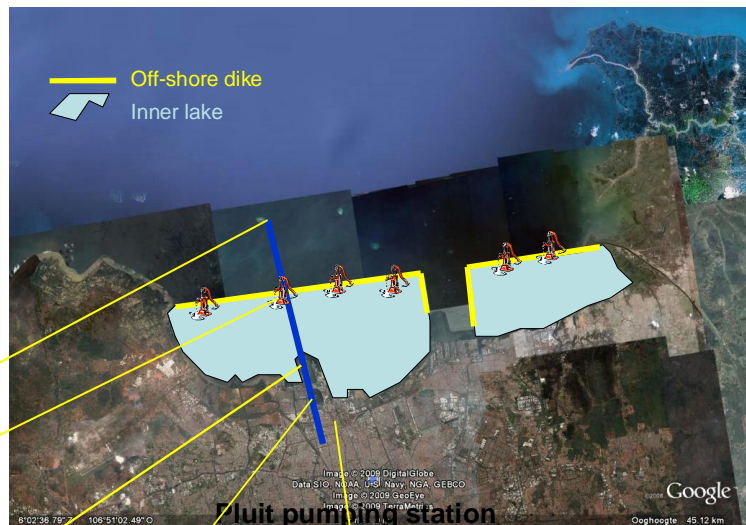 Off-shore dike
Inner lake
Image © 2009 DigitalGlobe
Data SIO, NOAA, U.S. Navy, NGA, GEBCO
Image © 2009 GeoEye
Image © 2009 TerraMetrics
©2008 Google
Pluit pumping station
6°02'36.79" Z 106°51'02.49" O
Ooghoogte 45.12 km